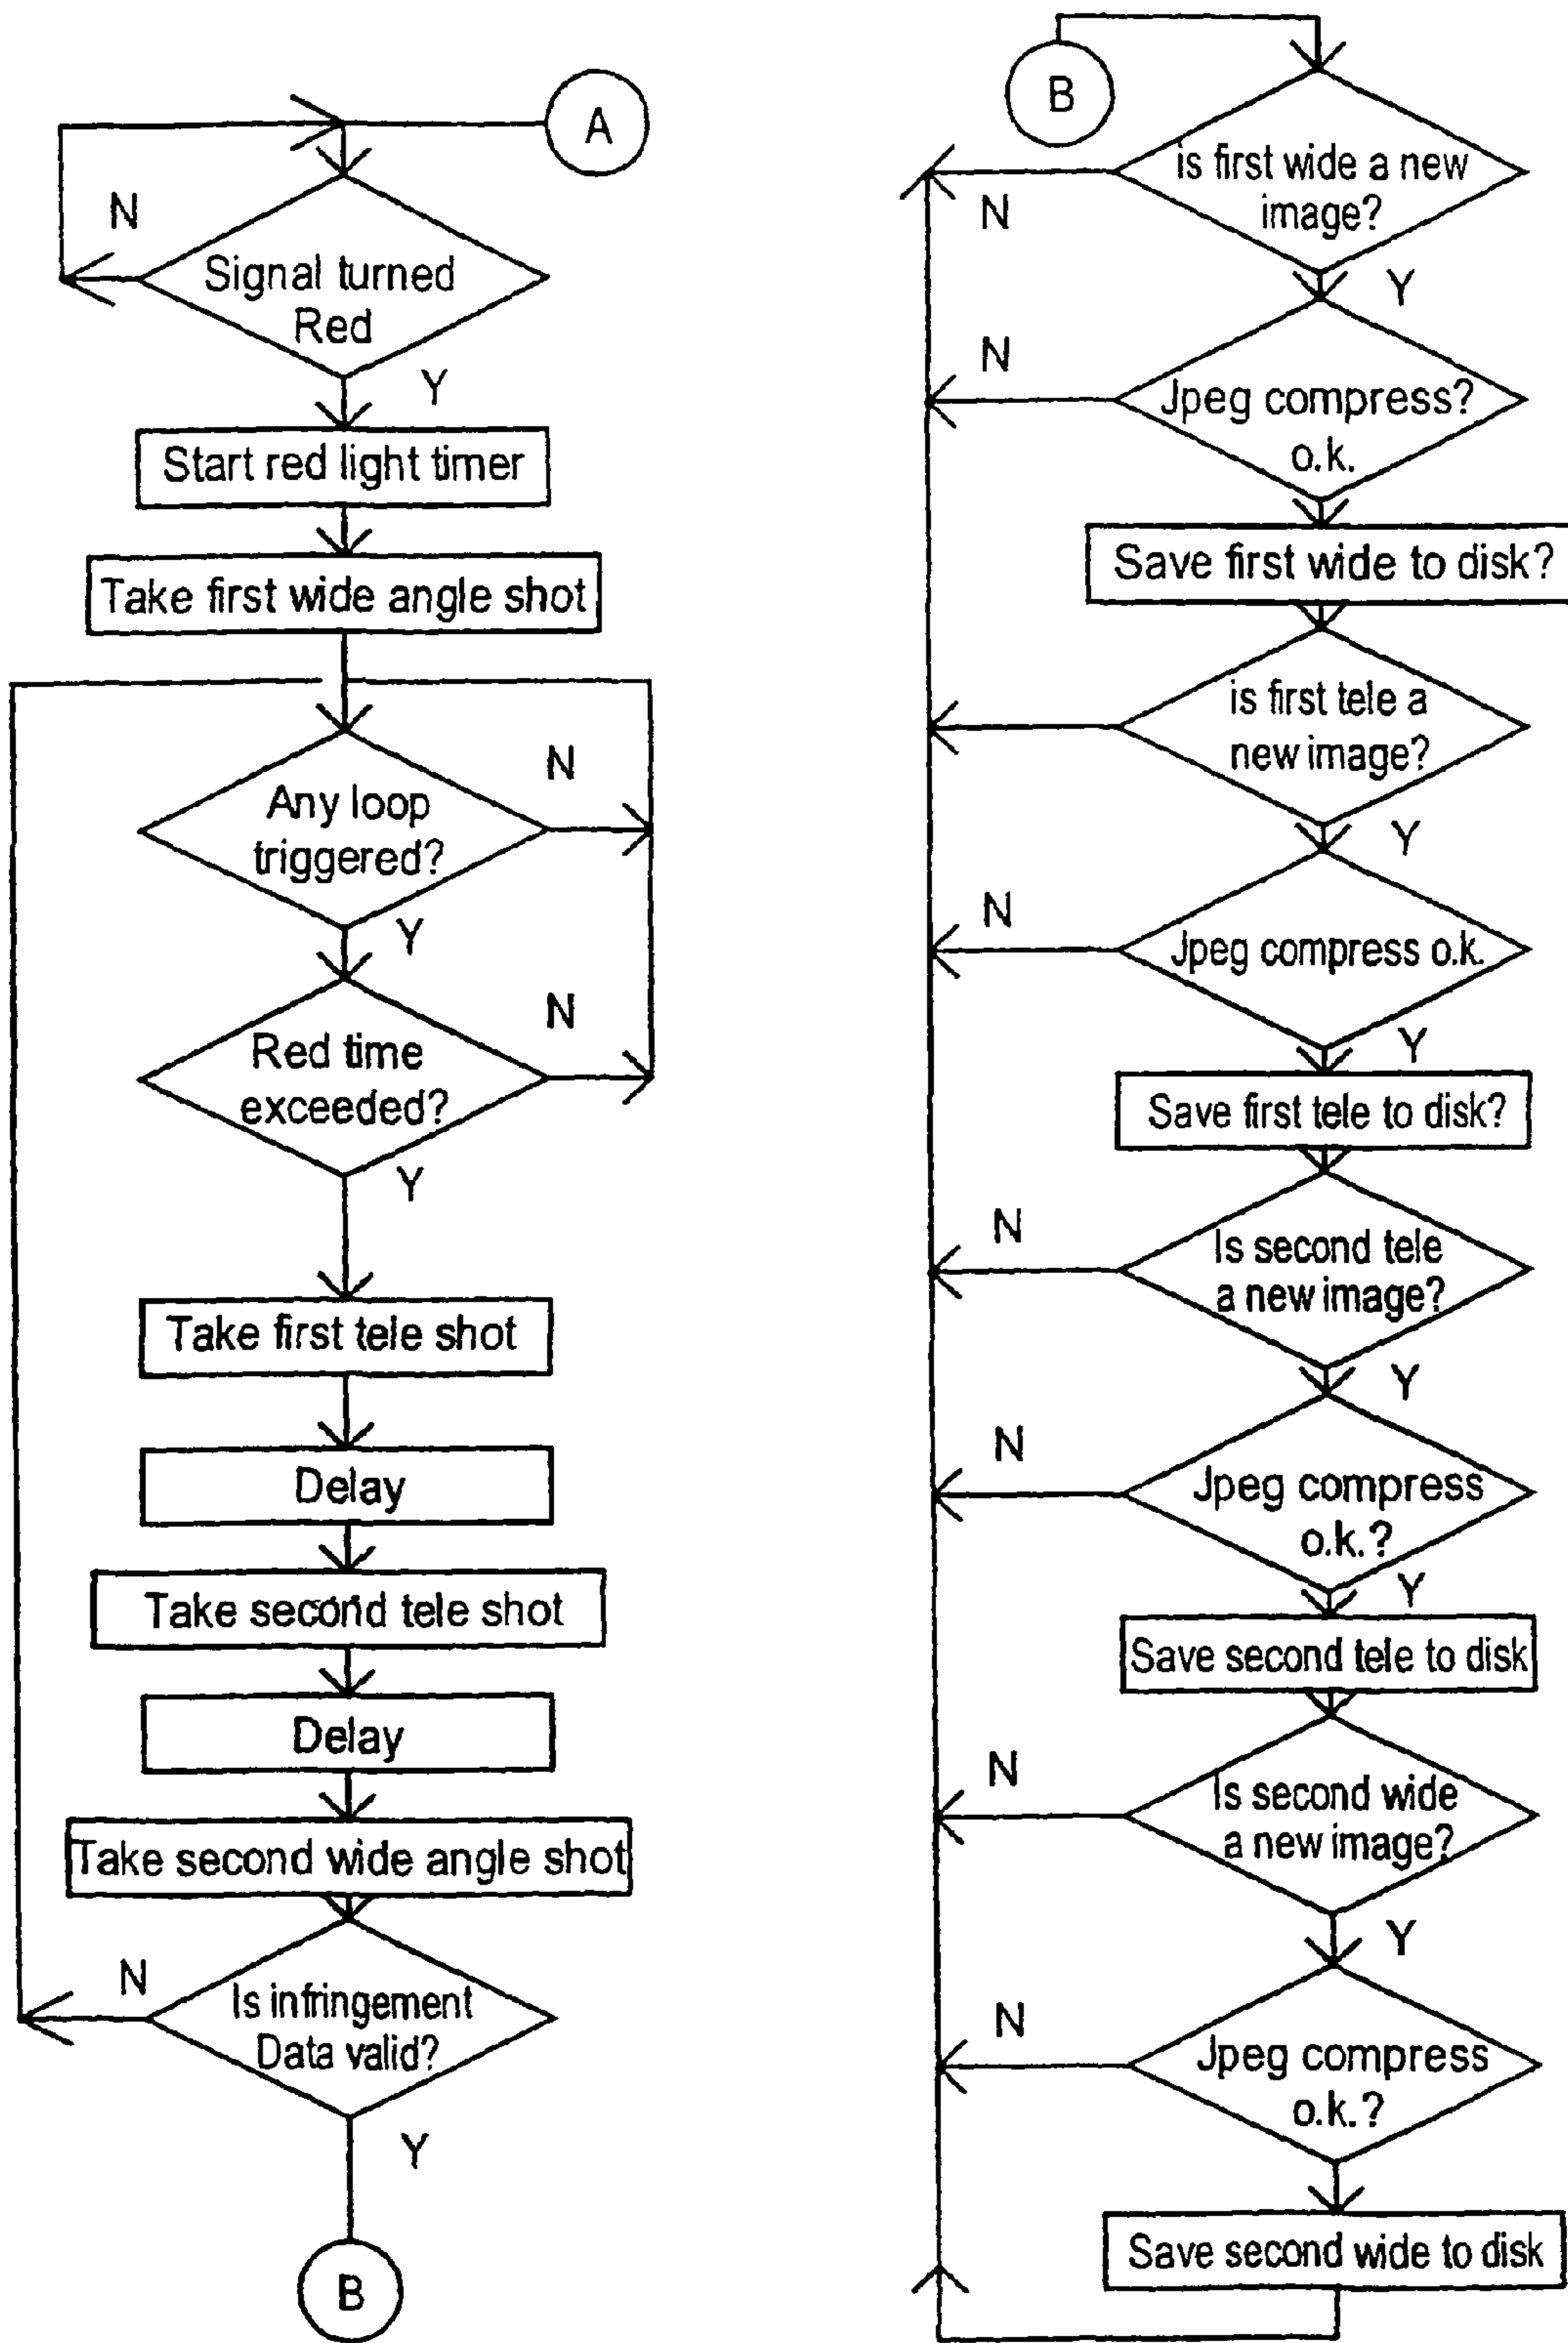 A
N
Signal turned
Red
Y
Start red light timer
Take first wide angle shot
N
Any loop
triggered?
Y
N
Red time
exceeded?
Y
Take first tele shot
Delay
Take second tele shot
Delay
Take second wide angle shot
N
Is infringement
Data valid?
Y
B
B
is first wide a new
image?
N
Y
N
Jpeg compress?
o.k.
Save first wide to disk?
is first tele a
new image?
Y
N
Jpeg compress o.k.
Y
Save first tele to disk?
N
Is second tele
a new image?
Y
N
Jpeg compress
o.k.?
Y
Save second tele to disk
N
Is second wide
a new image?
Y
N
Jpeg compress
o.k.?
Save second wide to disk